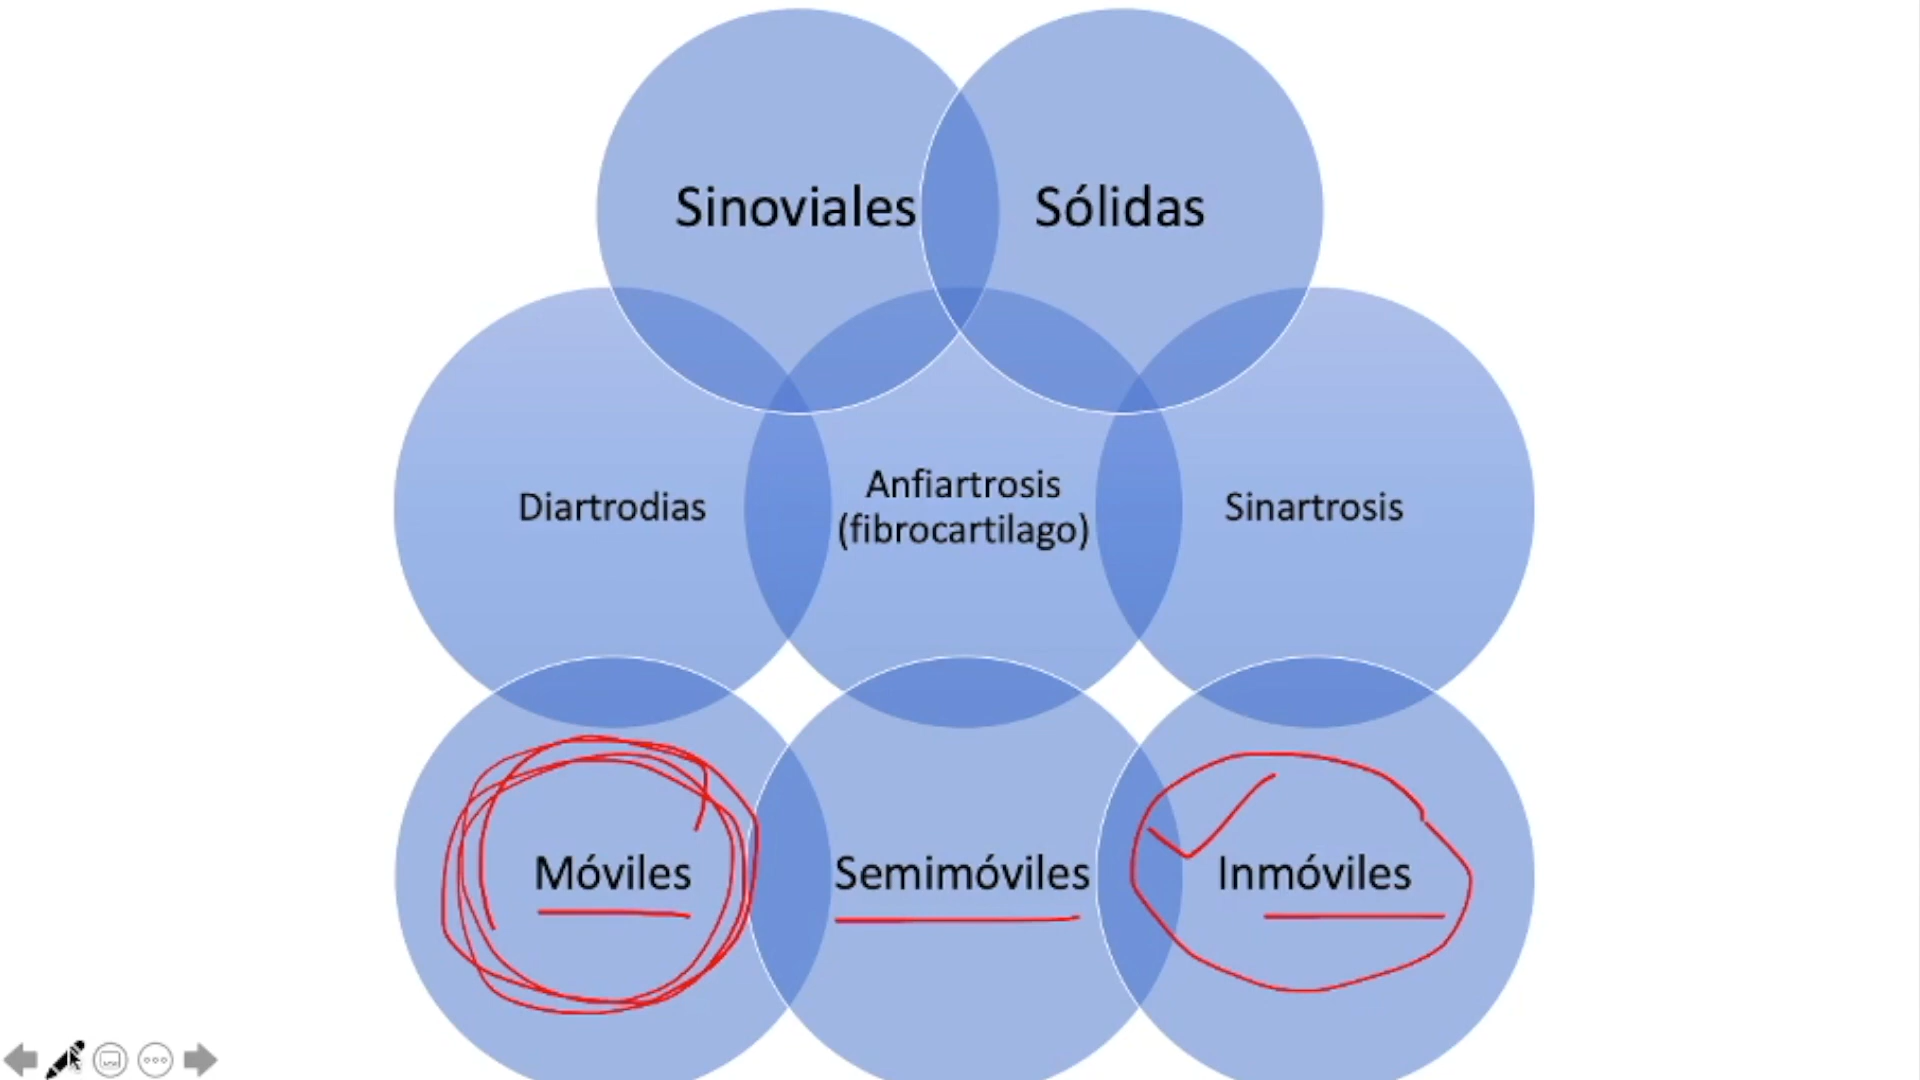 Sinoviales
Sólidas
Diartrodias
Anfiartrosis
(fibrocartilago)
Sinartrosis
Móviles
Semimóviles
Inmóviles